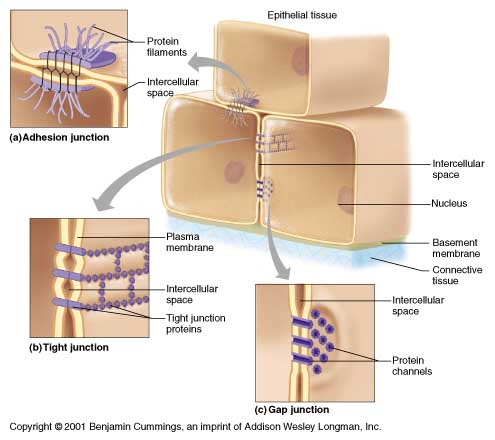 Epithelial tissue
Protein
filaments
Intercellular
space
(a) Adhesion junction
Intercellular
space
Nucleus
Basement
membrane
Connective
tissue
Plasma
membrane
Intercellular
space
Tight junction
proteins
(b) Tight junction
Intercellular
space
Protein
channels
(c) Gap junction
Copyright © 2001 Benjamin Cummings, an imprint of Addison Wesley Longman, Inc.